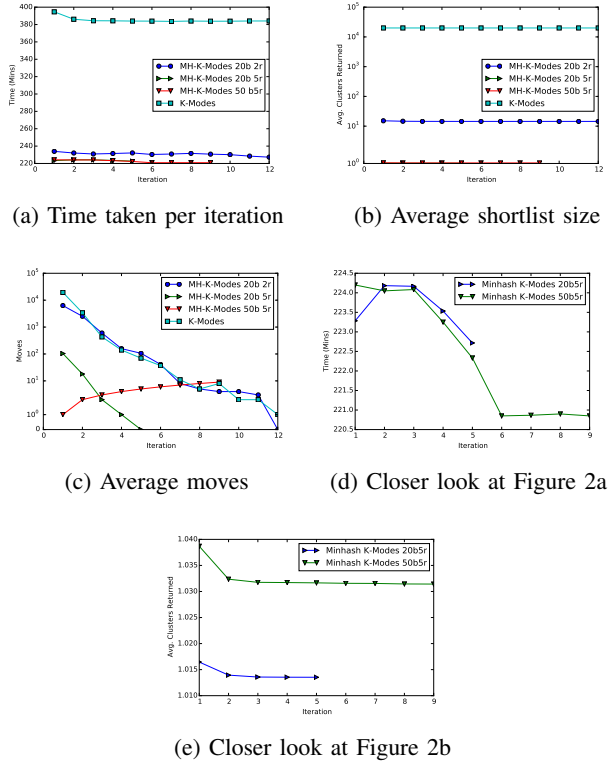 400
380
360
340
320
300
280
260
240
220
0 2 4 6 8 10 12
Time (Mins)
Iteration
MH-K-Modes 20b 2r
MH-K-Modes 20b 5r
MH-K-Modes 50 b5r
K-Modes
(a) Time taken per iteration
10^5
10^4
10^3
10^2
10^1
10^0
0 2 4 6 8 10 12
Avg. Clusters Returned
Iteration
MH-K-Modes 20b 2r
MH-K-Modes 20b 5r
MH-K-Modes 50b 5r
K-Modes
(b) Average shortlist size
10^5
10^4
10^3
10^2
10^1
10^0
0
0 2 4 6 8 10 12
Moves
Iteration
MH-K-Modes 20b 2r
MH-K-Modes 20b 5r
MH-K-Modes 50b 5r
K-Modes
(c) Average moves
224.5
224.0
223.5
223.0
222.5
222.0
221.5
221.0
220.5
1 2 3 4 5 6 7 8 9
Time (Mins)
Iteration
Minhash K-Modes 20b5r
Minhash K-Modes 50b5r
(d) Closer look at Figure 2a
1.040
1.035
1.030
1.025
1.020
1.015
1.010
1 2 3 4 5 6 7 8 9
Avg. Clusters Returned
Iteration
Minhash K-Modes 20b5r
Minhash K-Modes 50b5r
(e) Closer look at Figure 2b